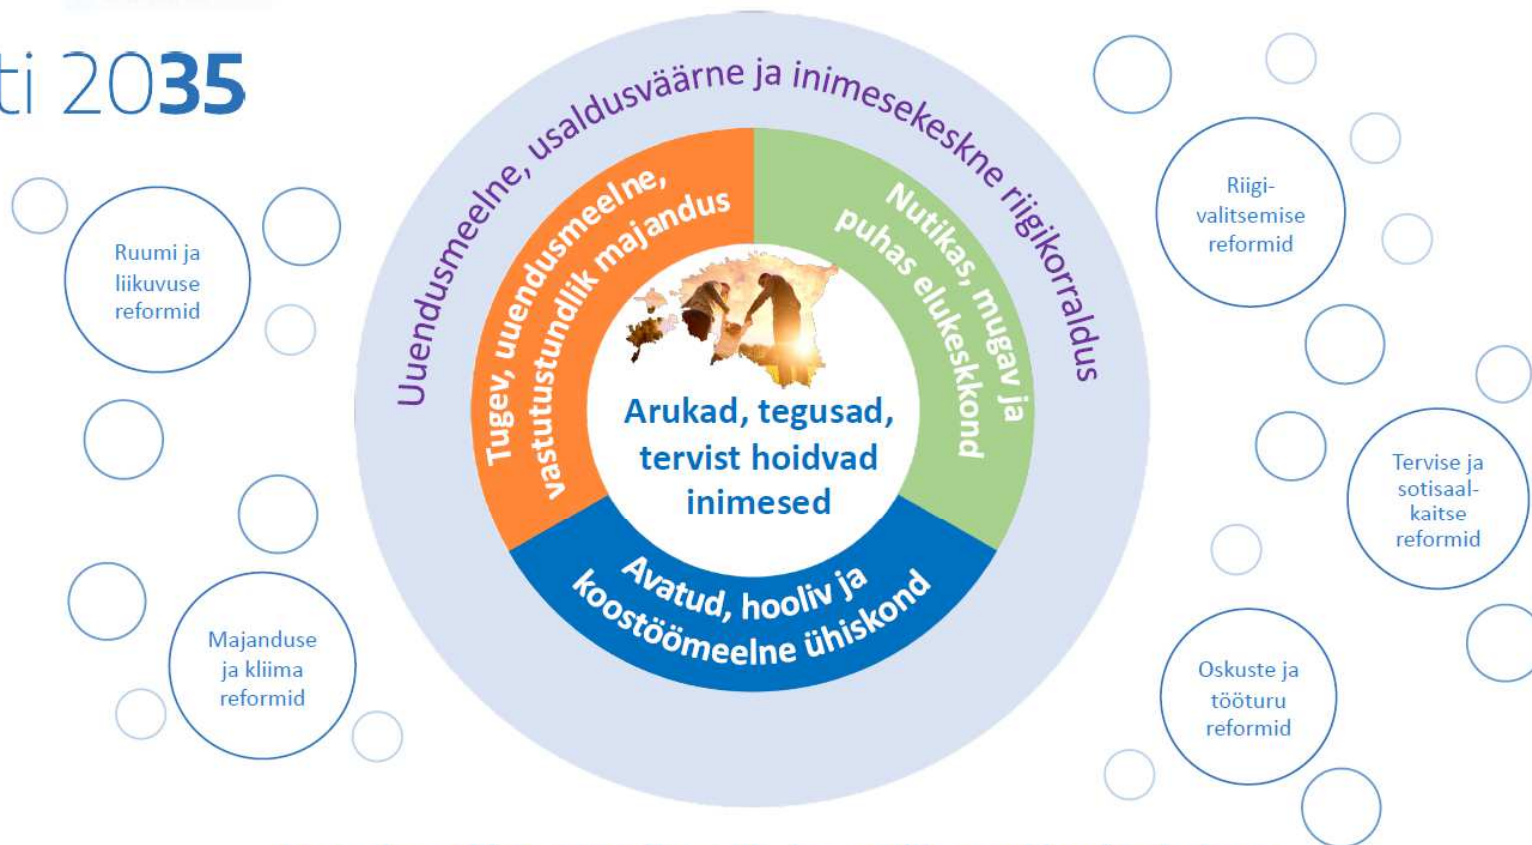 ti 2035
Uuendusmeelne, usaldusväärne ja inimesekeskne riigikorraldus
Tugev, uuendusmeelne,
vastutustundlik majandus
Nutikas, mugav ja
puhas elukeskkond
Arukad, tegusad,
tervist hoidvad
inimesed
Avatud, hooliv ja
koostöömeelne ühiskond
Ruumi ja
liikuvuse
reformid
Majanduse
ja kliima
reformid
Riigi-
valitsemise
reformid
Tervise ja
sotisaal-
kaitse
reformid
Oskuste ja
tööturu
reformid